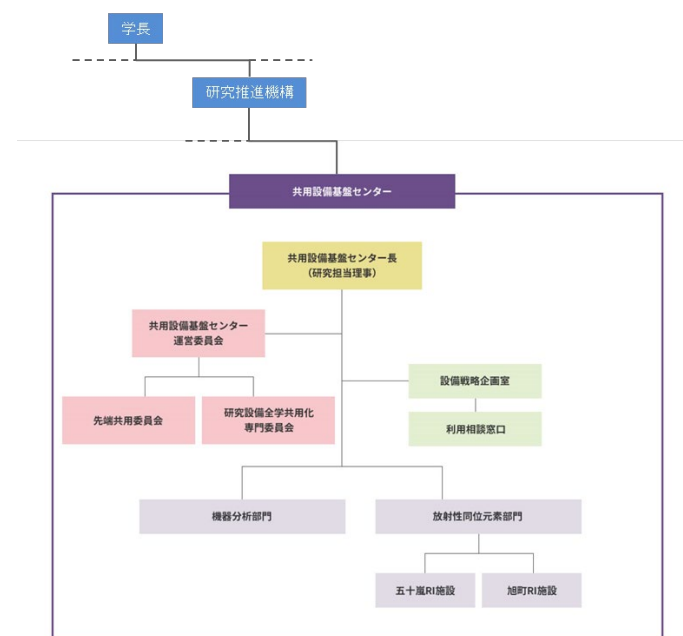 学長
研究推進機構
共用設備基盤センター
共用設備基盤センター長
（研究担当理事）
共用設備基盤センター
運営委員会
先端共用委員会
研究設備全学共用化
専門委員会
設備戦略企画室
利用相談窓口
機器分析部門
放射性同位元素部門
五十嵐RI施設
旭町RI施設